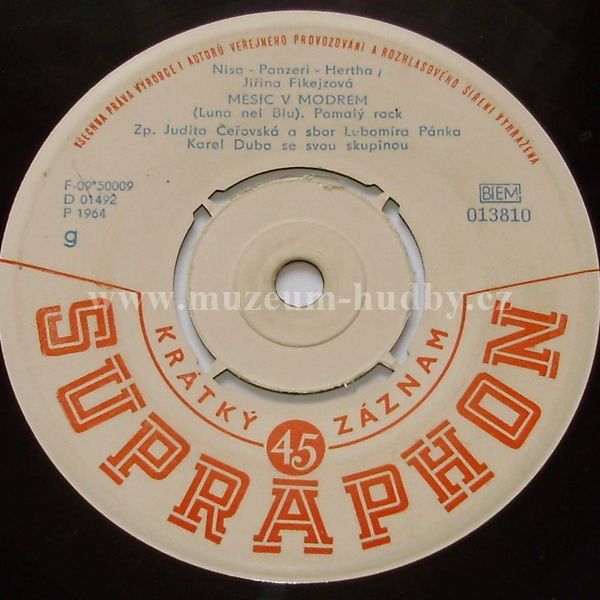 VŠECHNA PRÁVA VÝROBCE I AUTORŮ VEŘEJNÉHO PROVOZOVÁNÍ A ROZHLASOVÉHO ŠÍŘENÍ VYHRAŽENA
Nisa - Panzeri - Hertha /
Jiřina Fikejzová
MĚSÍC V MODRÉM
(Luna nel Blu). Pomalý rock
Zp. Judita Čeřovská a sbor Lubomíra Pánka
Karel Duba se svou skupinou
F-09*50009
D 01492
P 1964
g
BIEM
013810
www.muzeum-hudby.cz
KRÁTKÝ 45 ZÁZNAM
SUPRAPHON